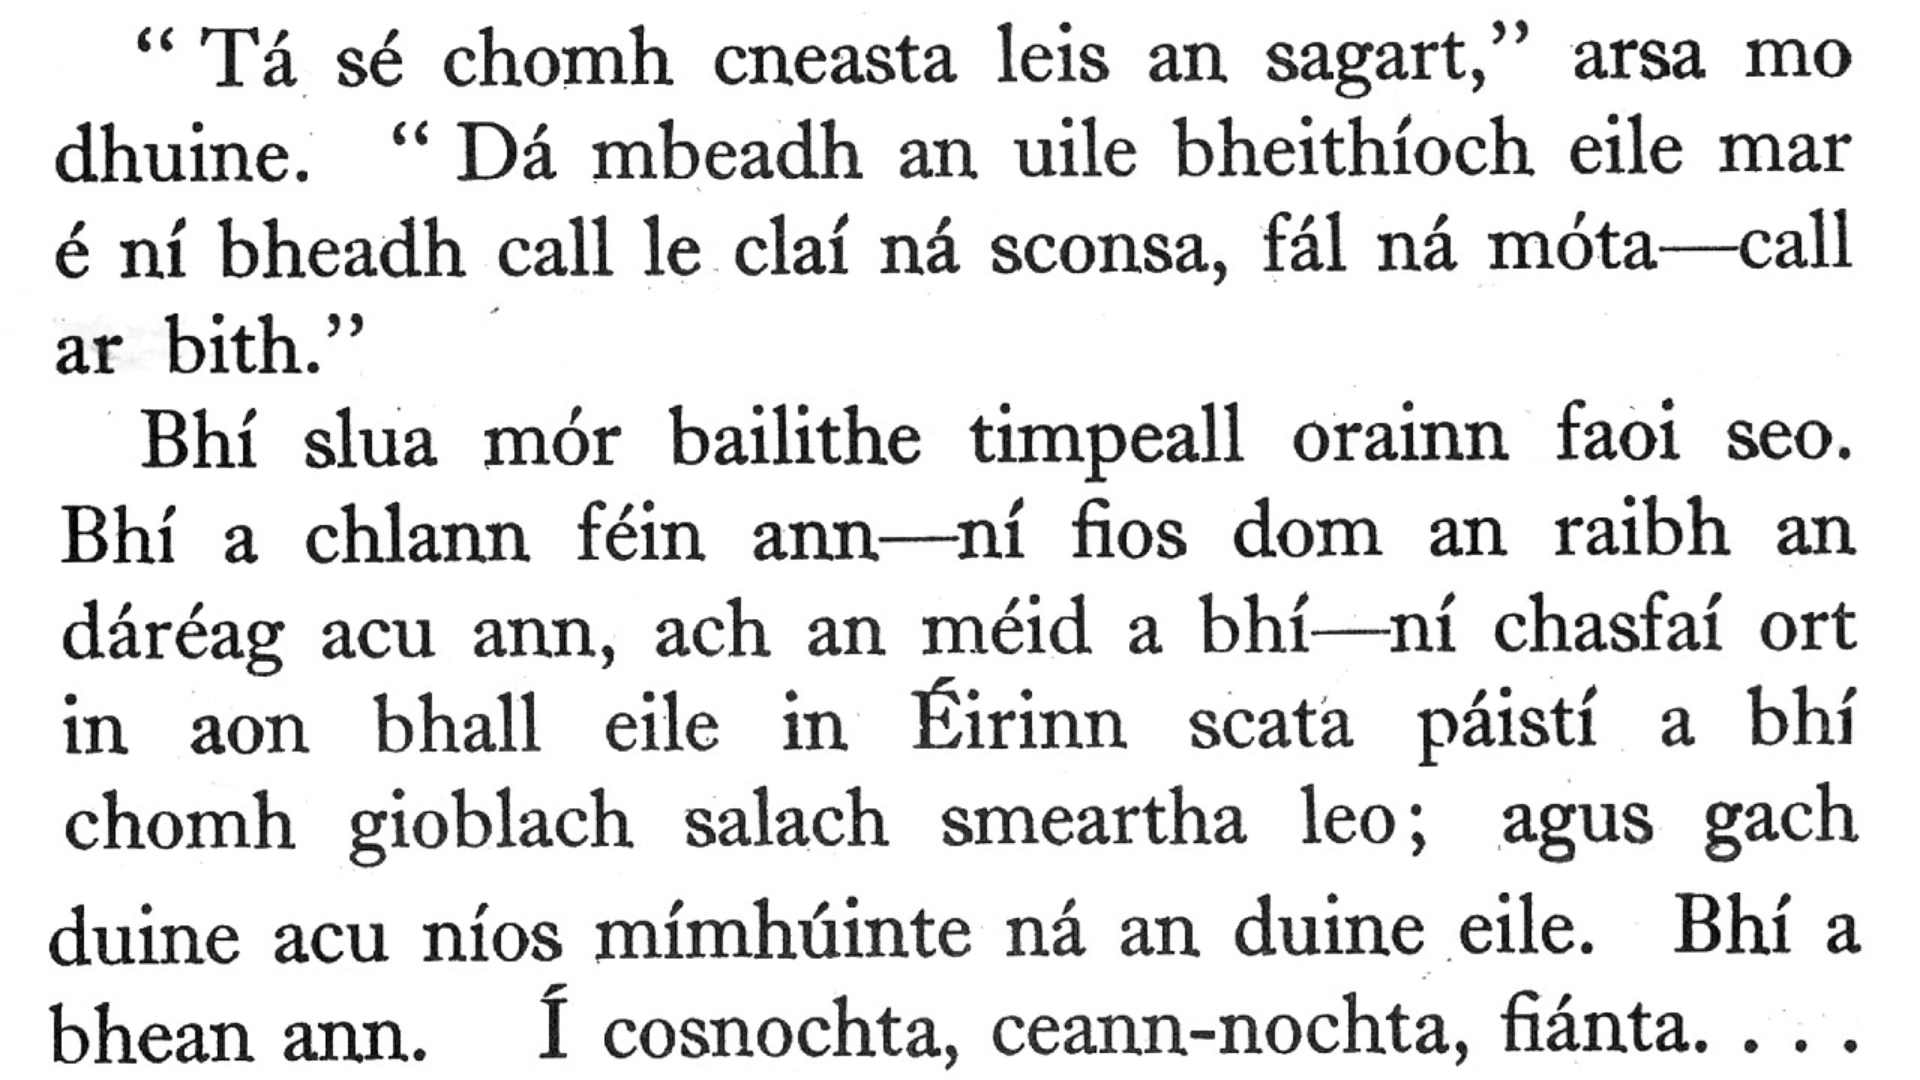 “ Tá sé chomh cneasta leis an sagart,” arsa mo
dhuine. “ Dá mbeadh an uile bheithíoch eile mar
é ní bheadh call le claí ná sconsa, fál ná móta—call
ar bith.”
Bhí slua mór bailithe timpeall orainn faoi seo.
Bhí a chlann féin ann—ní fios dom an raibh an
dáréag acu ann, ach an méid a bhí—ní chasfaí ort
in aon bhall eile in Éirinn scata páistí a bhí
chomh gioblach salach smeartha leo; agus gach
duine acu níos mímhúinte ná an duine eile. Bhí a
bhean ann. Í cosnochta, ceann-nochta, fiánta. . . .